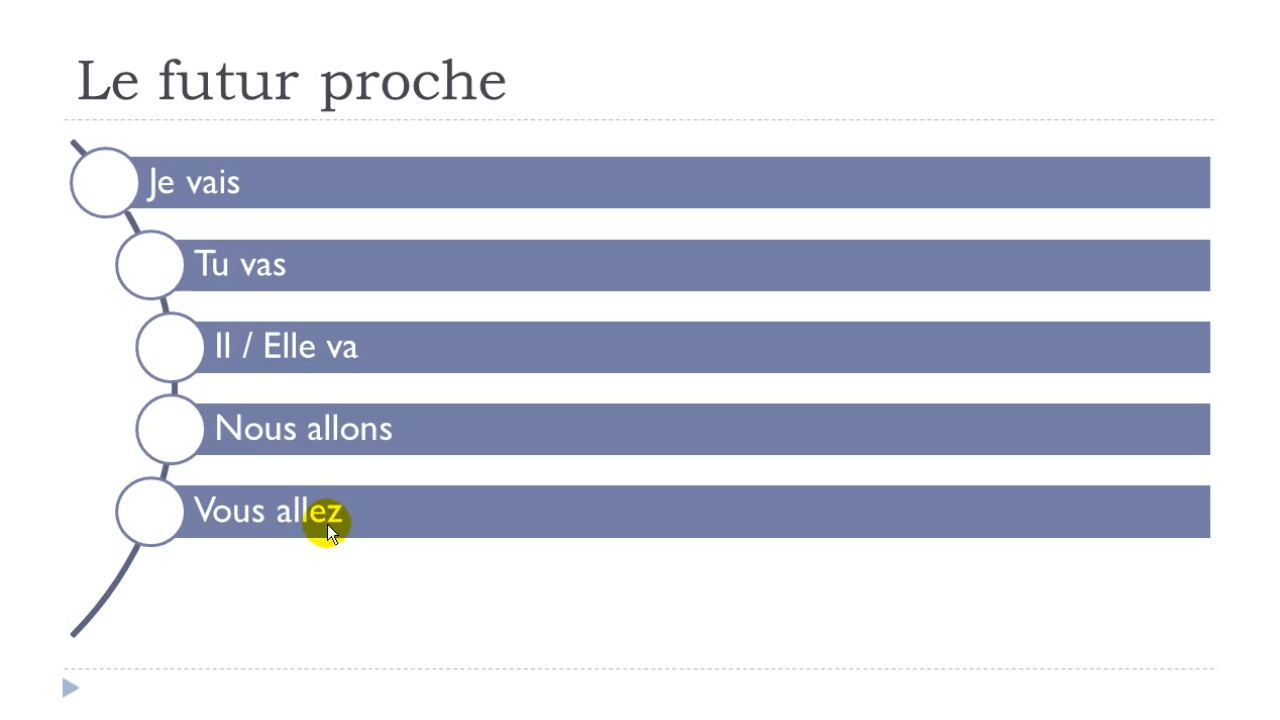 Le futur proche
Je vais
Tu vas
Il / Elle va
Nous allons
Vous allez